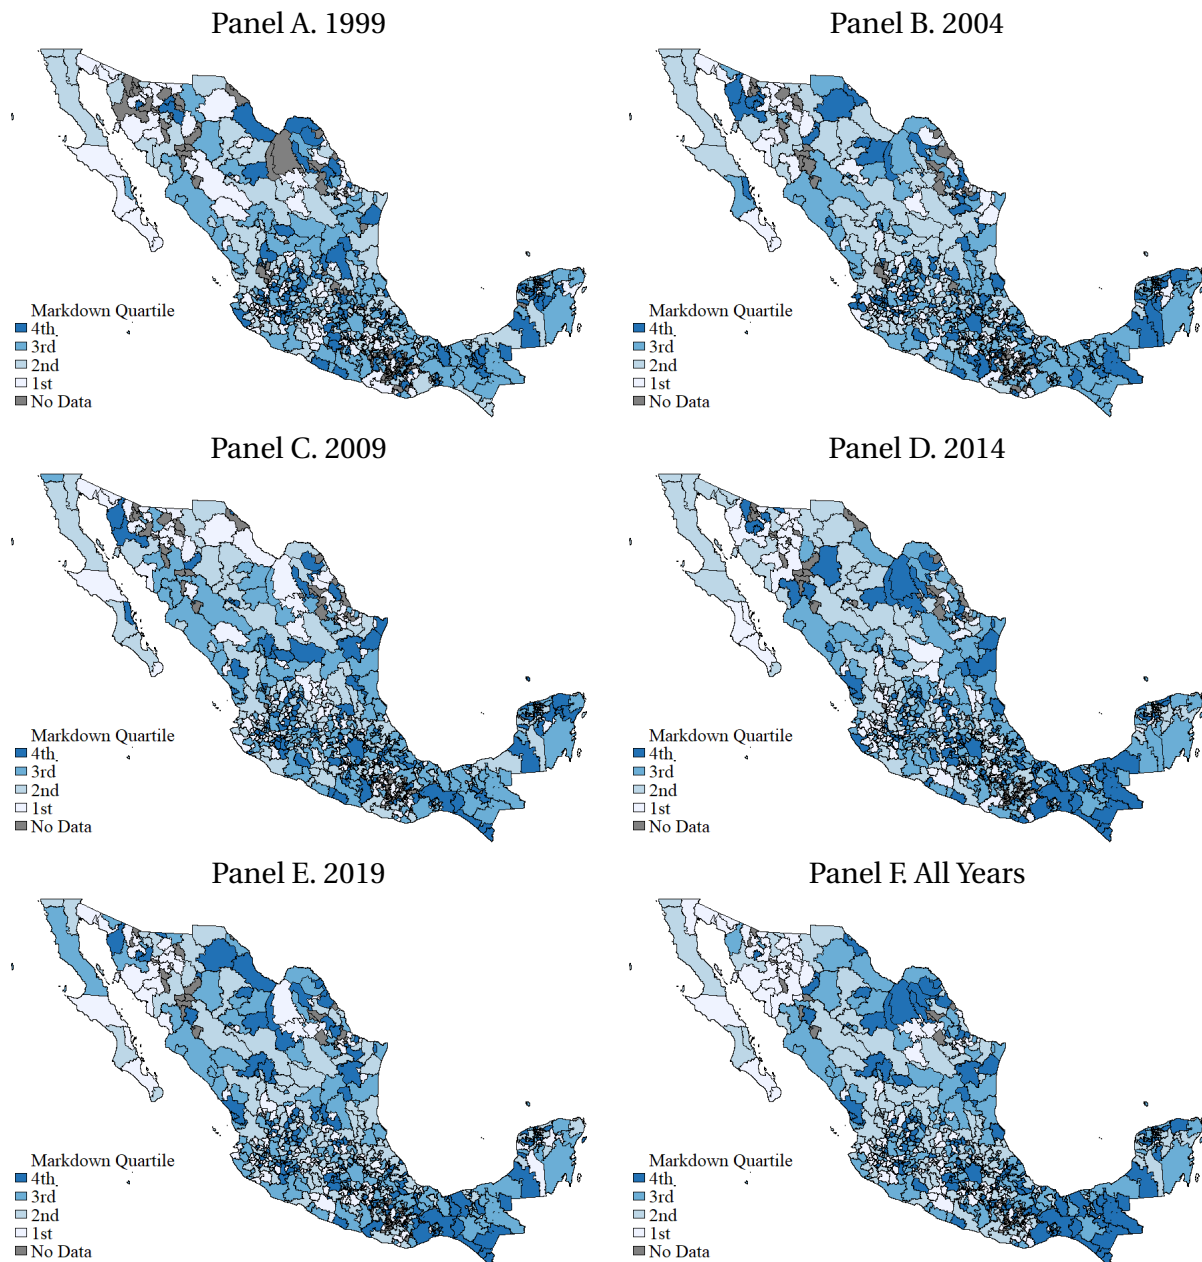 Panel A. 1999
Markdown Quartile
4th
3rd
2nd
1st
No Data
Panel B. 2004
Markdown Quartile
4th
3rd
2nd
1st
No Data
Panel C. 2009
Markdown Quartile
4th
3rd
2nd
1st
No Data
Panel D. 2014
Markdown Quartile
4th
3rd
2nd
1st
No Data
Panel E. 2019
Markdown Quartile
4th
3rd
2nd
1st
No Data
Panel F. All Years
Markdown Quartile
4th
3rd
2nd
1st
No Data